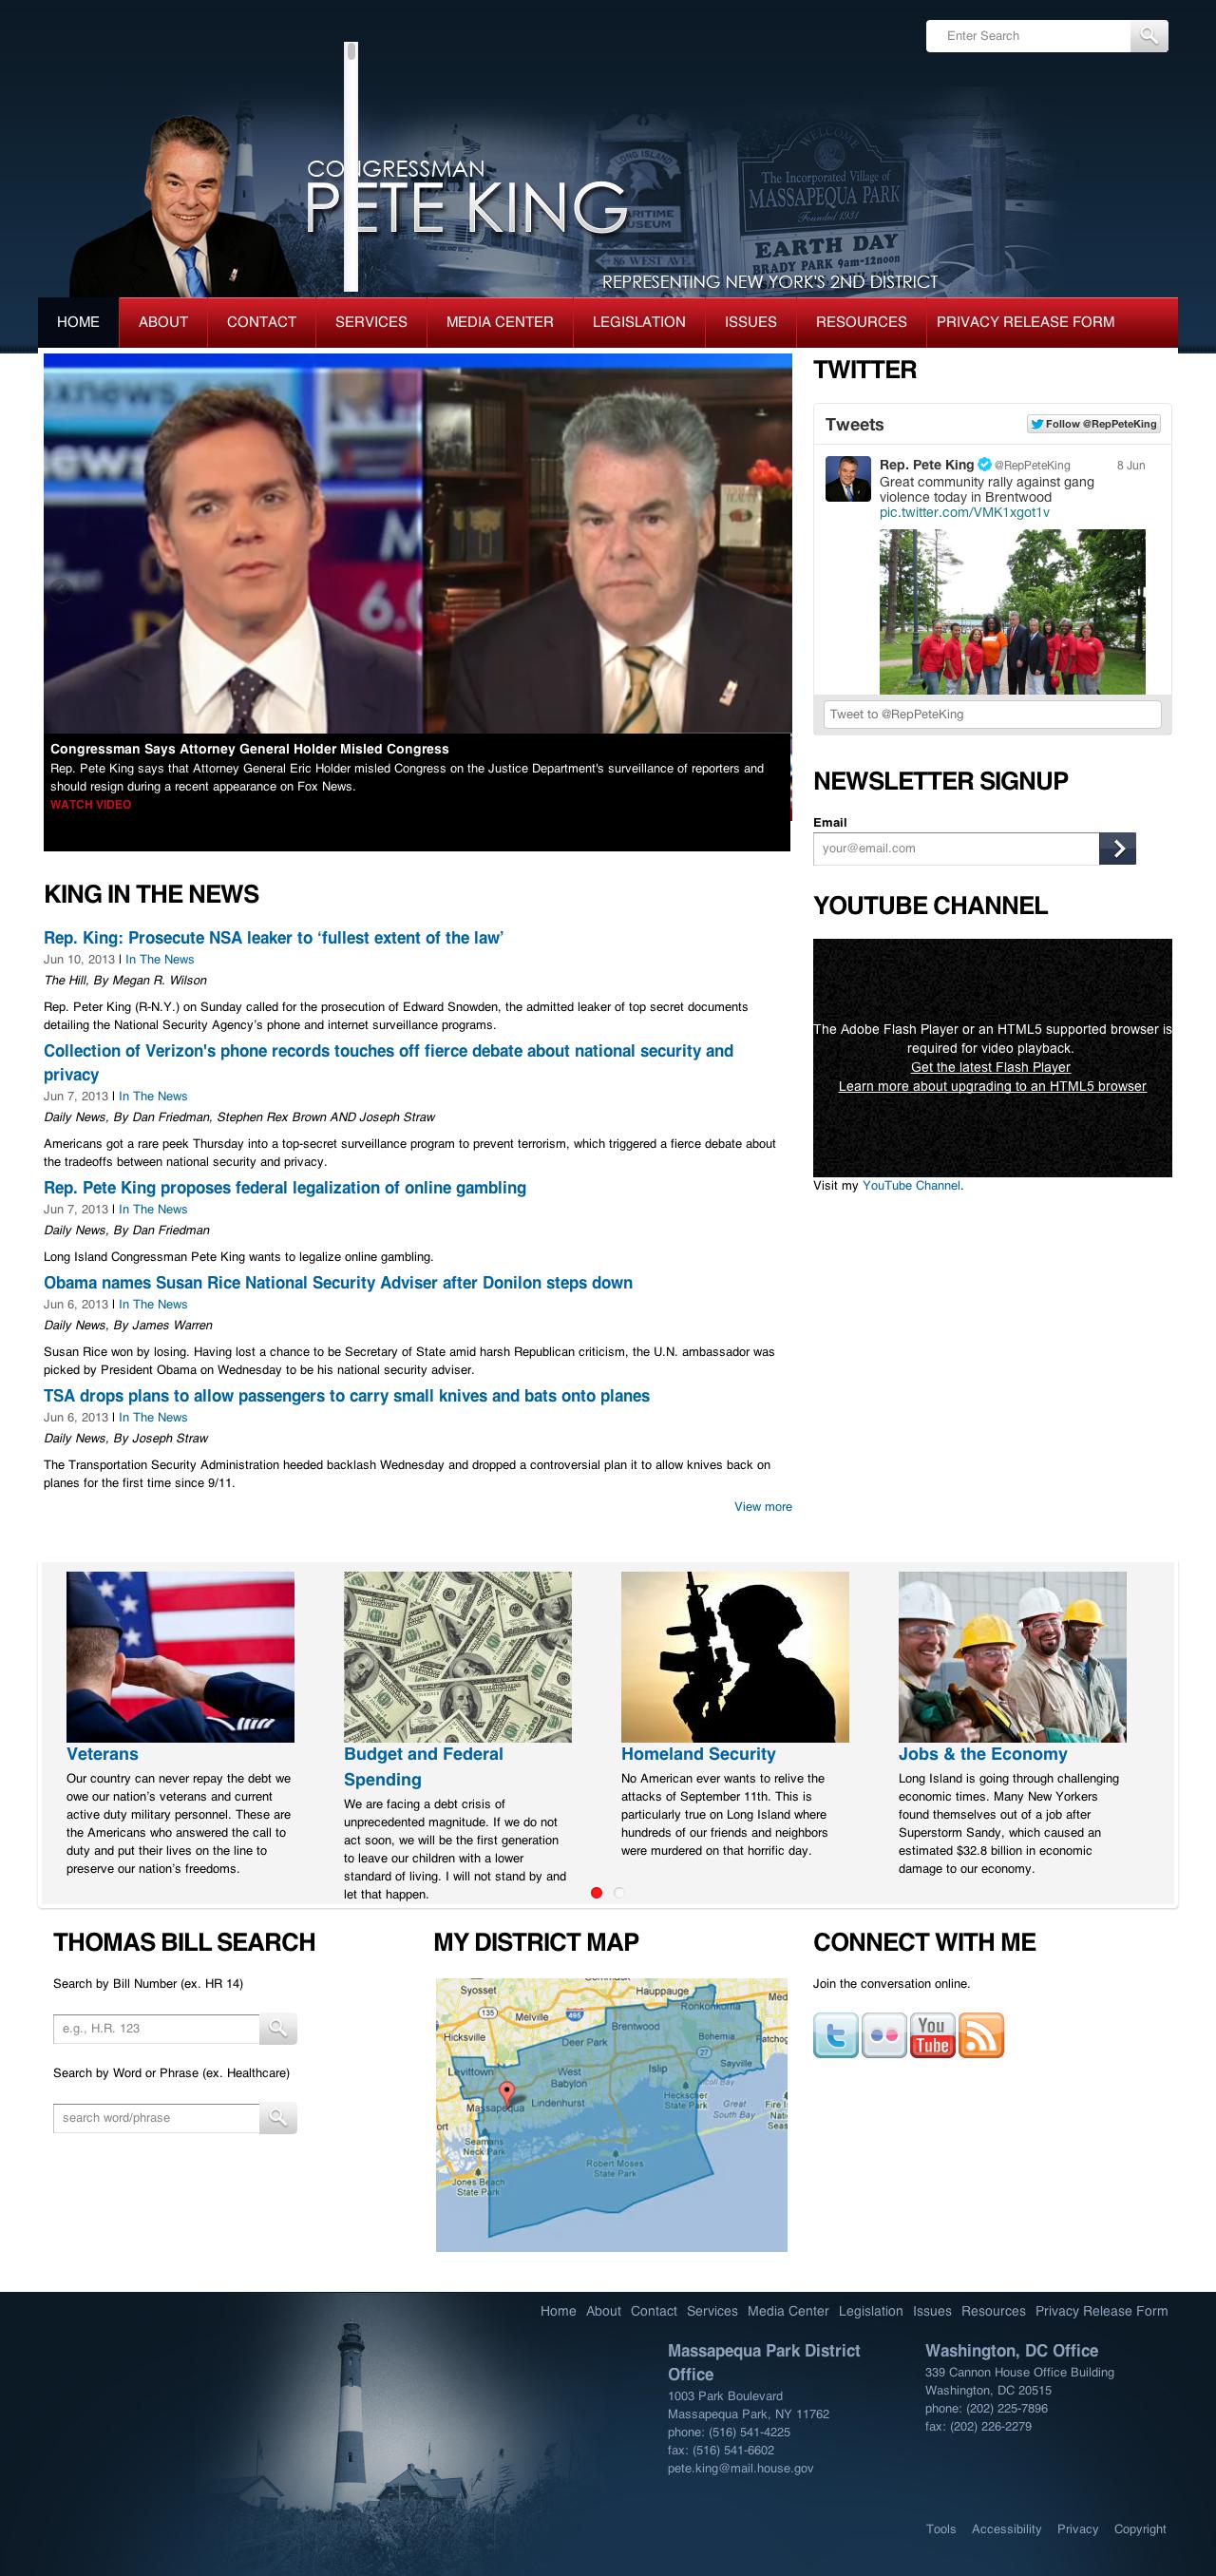 Enter Search
CONGRESSMAN
PETE KING
LONG ISLAND
MARITIME
MUSEUM
86 WEST AVE.
WELCOME
The Incorporated Village of
MASSAPEQUA PARK
Founded 1931
EARTH DAY
BRADY PARK 9am-12noon
REPRESENTING NEW YORK'S 2ND DISTRICT
HOME ABOUT CONTACT SERVICES MEDIA CENTER LEGISLATION ISSUES RESOURCES PRIVACY RELEASE FORM
Congressman Says Attorney General Holder Misled Congress
Rep. Pete King says that Attorney General Eric Holder misled Congress on the Justice Department's surveillance of reporters and
should resign during a recent appearance on Fox News.
WATCH VIDEO
KING IN THE NEWS
Rep. King: Prosecute NSA leaker to ‘fullest extent of the law’
Jun 10, 2013 | In The News
The Hill, By Megan R. Wilson
Rep. Peter King (R-N.Y.) on Sunday called for the prosecution of Edward Snowden, the admitted leaker of top secret documents
detailing the National Security Agency’s phone and internet surveillance programs.
Collection of Verizon's phone records touches off fierce debate about national security and
privacy
Jun 7, 2013 | In The News
Daily News, By Dan Friedman, Stephen Rex Brown AND Joseph Straw
Americans got a rare peek Thursday into a top-secret surveillance program to prevent terrorism, which triggered a fierce debate about
the tradeoffs between national security and privacy.
Rep. Pete King proposes federal legalization of online gambling
Jun 7, 2013 | In The News
Daily News, By Dan Friedman
Long Island Congressman Pete King wants to legalize online gambling.
Obama names Susan Rice National Security Adviser after Donilon steps down
Jun 6, 2013 | In The News
Daily News, By James Warren
Susan Rice won by losing. Having lost a chance to be Secretary of State amid harsh Republican criticism, the U.N. ambassador was
picked by President Obama on Wednesday to be his national security adviser.
TSA drops plans to allow passengers to carry small knives and bats onto planes
Jun 6, 2013 | In The News
Daily News, By Joseph Straw
The Transportation Security Administration heeded backlash Wednesday and dropped a controversial plan it to allow knives back on
planes for the first time since 9/11.
View more
TWITTER
Tweets
Follow @RepPeteKing
Rep. Pete King @RepPeteKing 8 Jun
Great community rally against gang
violence today in Brentwood
pic.twitter.com/VMK1xgot1v
Tweet to @RepPeteKing
NEWSLETTER SIGNUP
Email
your@email.com
YOUTUBE CHANNEL
The Adobe Flash Player or an HTML5 supported browser is
required for video playback.
Get the latest Flash Player
Learn more about upgrading to an HTML5 browser
Visit my YouTube Channel.
Veterans
Our country can never repay the debt we
owe our nation’s veterans and current
active duty military personnel. These are
the Americans who answered the call to
duty and put their lives on the line to
preserve our nation’s freedoms.
Budget and Federal
Spending
We are facing a debt crisis of
unprecedented magnitude. If we do not
act soon, we will be the first generation
to leave our children with a lower
standard of living. I will not stand by and
let that happen.
Homeland Security
No American ever wants to relive the
attacks of September 11th. This is
particularly true on Long Island where
hundreds of our friends and neighbors
were murdered on that horrific day.
Jobs & the Economy
Long Island is going through challenging
economic times. Many New Yorkers
found themselves out of a job after
Superstorm Sandy, which caused an
estimated $32.8 billion in economic
damage to our economy.
THOMAS BILL SEARCH
Search by Bill Number (ex. HR 14)
e.g., H.R. 123
Search by Word or Phrase (ex. Healthcare)
search word/phrase
MY DISTRICT MAP
Syosset
Hauppauge
135
Melville
495
Ronkonkoma
Hicksville
Brentwood
Deer Park
Bohemia
27
Sayville
Levittown
West
Babylon
Islip
Massapequa
Lindenhurst
Heckscher
State Park
Great
South Bay
Seamans
Neck Park
Robert Moses
State Park
Jones Beach
State Park
CONNECT WITH ME
Join the conversation online.
You
Tube
Home About Contact Services Media Center Legislation Issues Resources Privacy Release Form
Massapequa Park District
Office
1003 Park Boulevard
Massapequa Park, NY 11762
phone: (516) 541-4225
fax: (516) 541-6602
pete.king@mail.house.gov
Washington, DC Office
339 Cannon House Office Building
Washington, DC 20515
phone: (202) 225-7896
fax: (202) 226-2279
Tools Accessibility Privacy Copyright